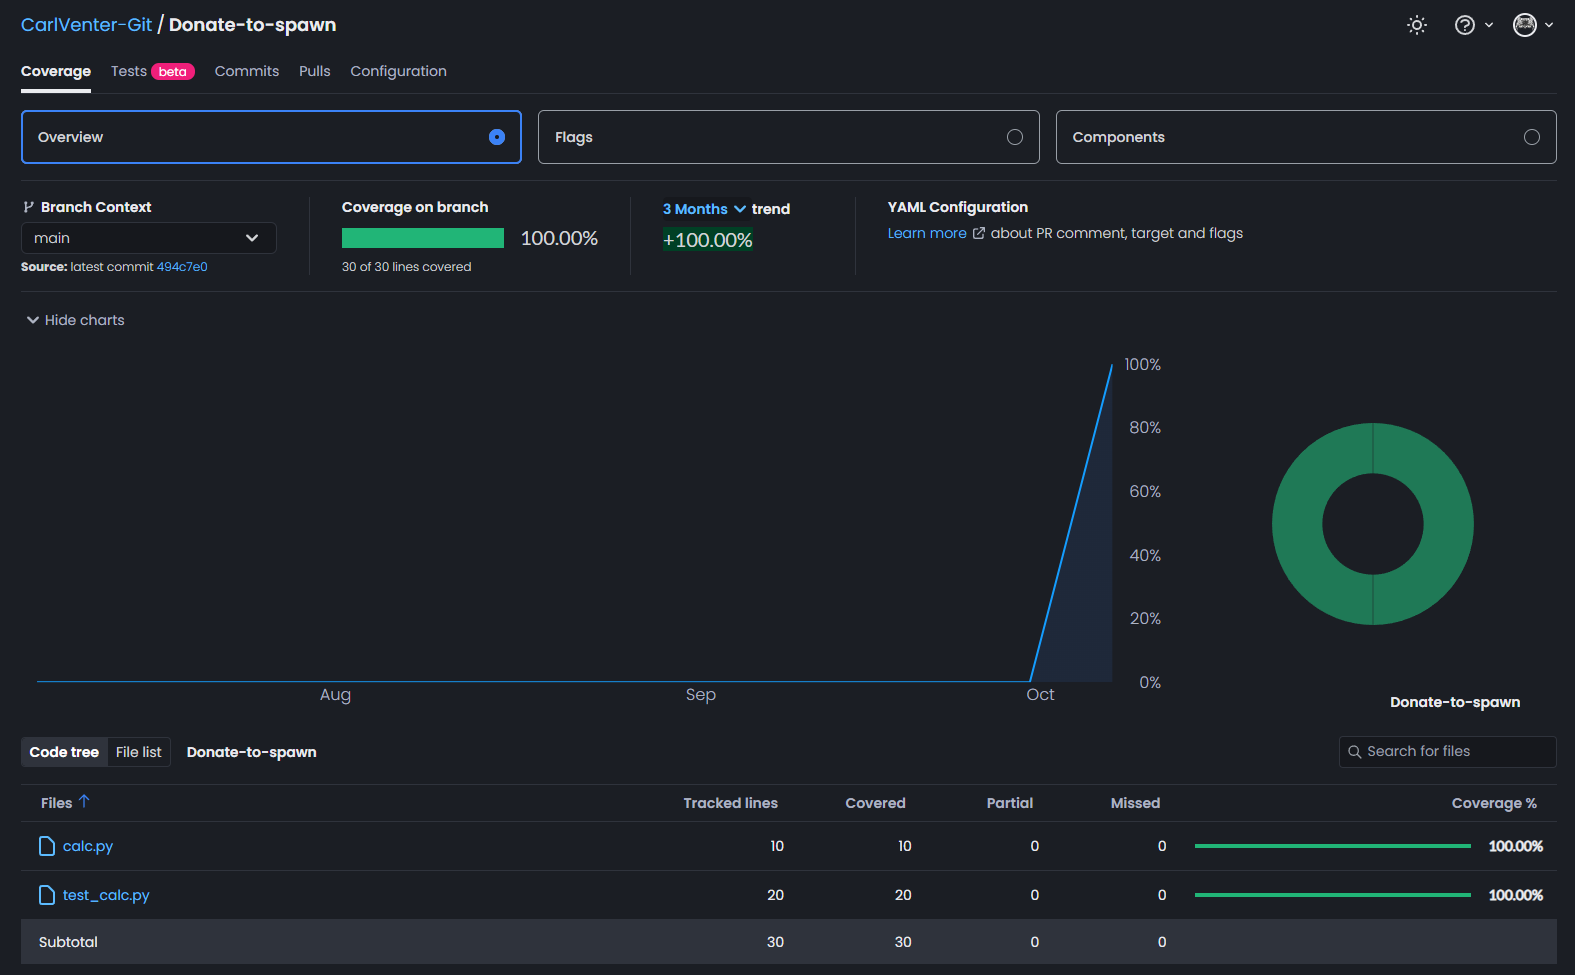 CarlVenter-Git / Donate-to-spawn
Coverage Tests beta Commits Pulls Configuration
Overview
Flags
Components
Branch Context
main
Source: latest commit 494c7e0
Coverage on branch
100.00%
30 of 30 lines covered
3 Months trend
+100.00%
YAML Configuration
Learn more about PR comment, target and flags
Hide charts
100%
80%
60%
40%
20%
0%
Aug Sep Oct
Donate-to-spawn
Code tree File list Donate-to-spawn
Search for files
Files Tracked lines Covered Partial Missed Coverage %
calc.py 10 10 0 0 100.00%
test_calc.py 20 20 0 0 100.00%
Subtotal 30 30 0 0